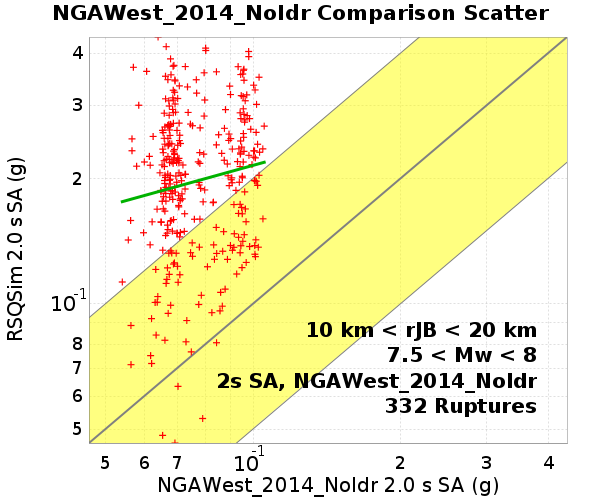 NGAWest_2014_NoIdr Comparison Scatter
RSQSim 2.0 s SA (g)
4
3
2
10^-1
8
7
6
5
10 km < rJB < 20 km
7.5 < Mw < 8
2s SA, NGAWest_2014_NoIdr
332 Ruptures
5 6 7 10^-1 2 3 4
NGAWest_2014_NoIdr 2.0 s SA (g)